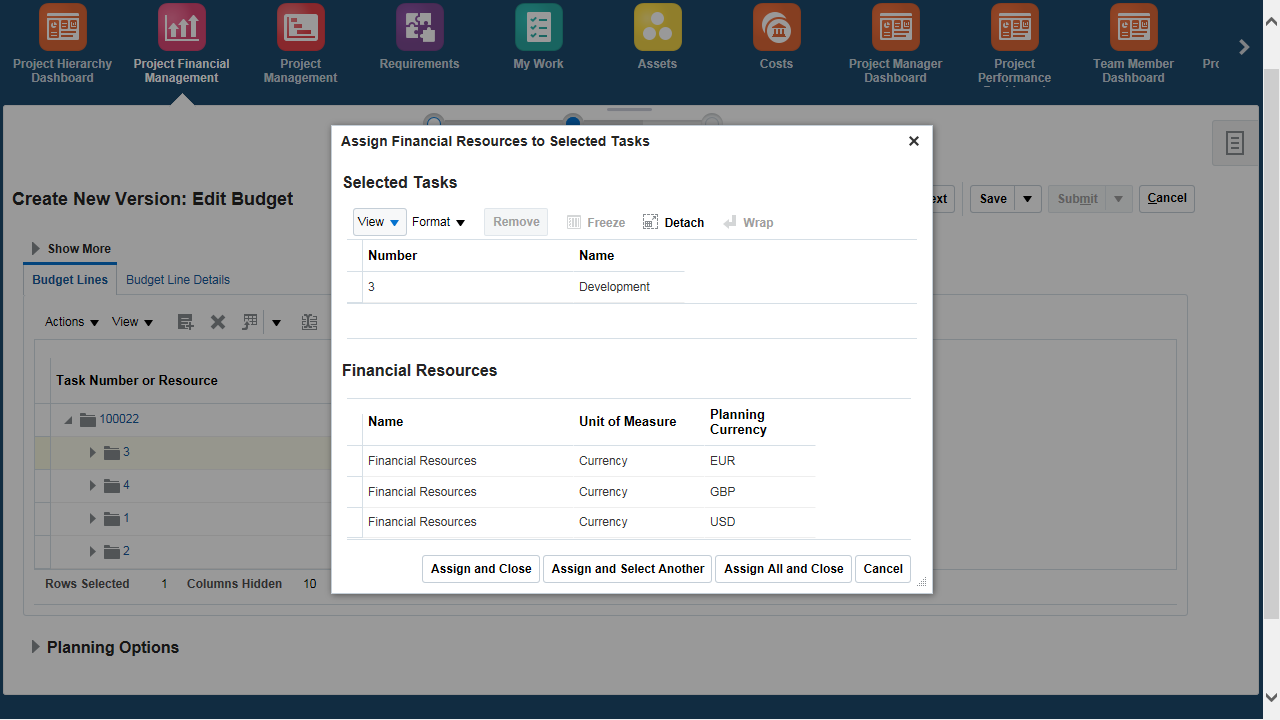 Project Hierarchy
Dashboard
Project Financial
Management
Project
Management
Requirements
My Work
Assets
Costs
Project Manager
Dashboard
Project
Performance
Team Member
Dashboard
Assign Financial Resources to Selected Tasks
Selected Tasks
Create New Version: Edit Budget
Save
Submit
Cancel
View
Format
Remove
Freeze
Detach
Wrap
Show More
Number Name
3 Development
Budget Lines Budget Line Details
Actions View
Financial Resources
Task Number or Resource
Name Unit of Measure Planning
Currency
100022
3
Financial Resources Currency EUR
4
Financial Resources Currency GBP
1
Financial Resources Currency USD
2
Assign and Close Assign and Select Another Assign All and Close Cancel
Rows Selected 1 Columns Hidden 10
Planning Options